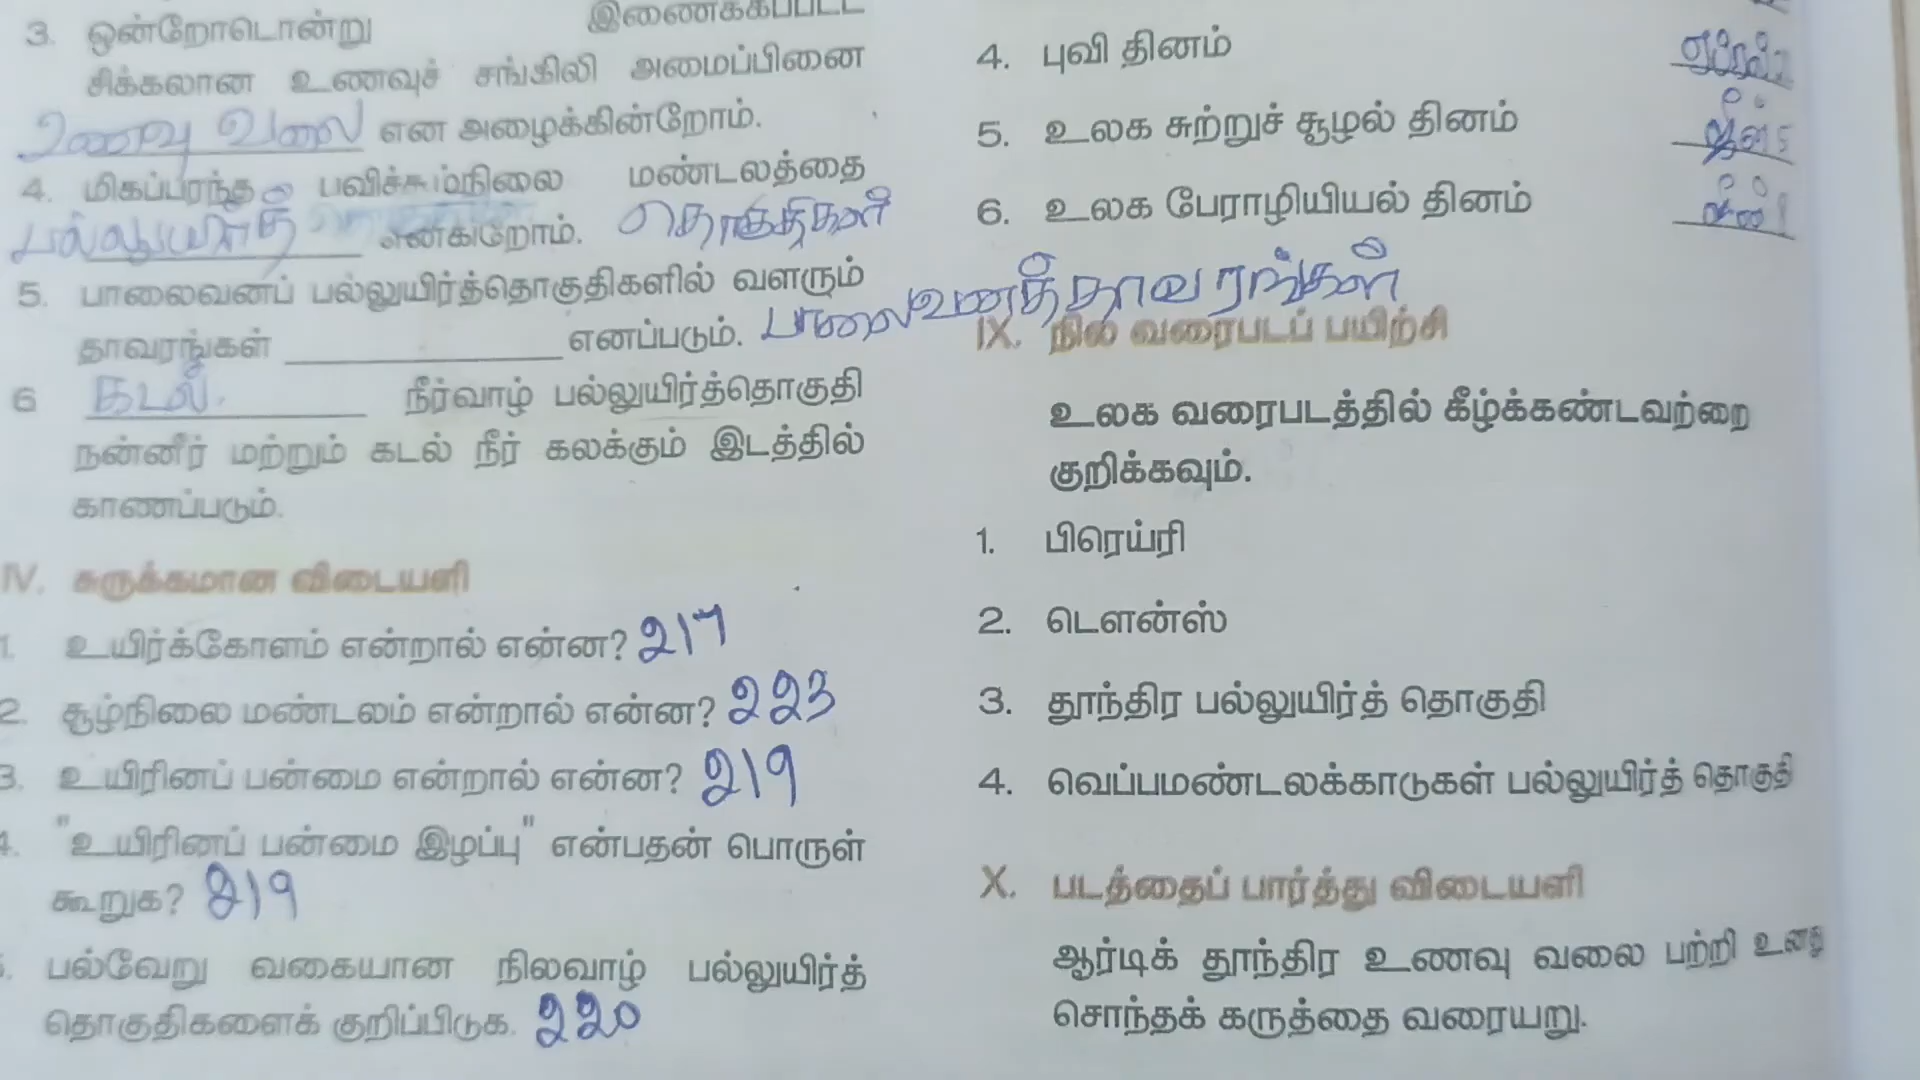 3. ஒன்றோடொன்று இணைக்கப்பட்ட
சிக்கலான உணவுச் சங்கிலி அமைப்பினை
உணவு வலை என அழைக்கின்றோம்.
4. மிகப்பரந்த புவிச்சூழ்நிலை மண்டலத்தை
பல்லுயிர்த் என்கிறோம். தொகுதிகள்
5. பாலைவனப் பல்லுயிர்த்தொகுதிகளில் வளரும்
தாவரங்கள் ____________ எனப்படும். பாலைவனத்தாவரங்கள்
6 கடல். நீர்வாழ் பல்லுயிர்த்தொகுதி
நன்னீர் மற்றும் கடல் நீர் கலக்கும் இடத்தில்
காணப்படும்.
IV. சுருக்கமான விடையளி
1. உயிர்க்கோளம் என்றால் என்ன? 217
2. சூழ்நிலை மண்டலம் என்றால் என்ன? 223
3. உயிரினப் பன்மை என்றால் என்ன? 219
4. "உயிரினப் பன்மை இழப்பு" என்பதன் பொருள்
கூறுக? 219
பல்வேறு வகையான நிலவாழ் பல்லுயிர்த்
தொகுதிகளைக் குறிப்பிடுக. 220
4. புவி தினம்
5. உலக சுற்றுச் சூழல் தினம்
6. உலக பேராழியியல் தினம்
IX. நில வரைபடப் பயிற்சி
உலக வரைபடத்தில் கீழ்க்கண்டவற்றை
குறிக்கவும்.
1. பிரெய்ரி
2. டௌன்ஸ்
3. தூந்திர பல்லுயிர்த் தொகுதி
4. வெப்பமண்டலக்காடுகள் பல்லுயிர்த் தொகுதி
X. படத்தைப் பார்த்து விடையளி
ஆர்டிக் தூந்திர உணவு வலை பற்றி உனது
சொந்தக் கருத்தை வரையறு.